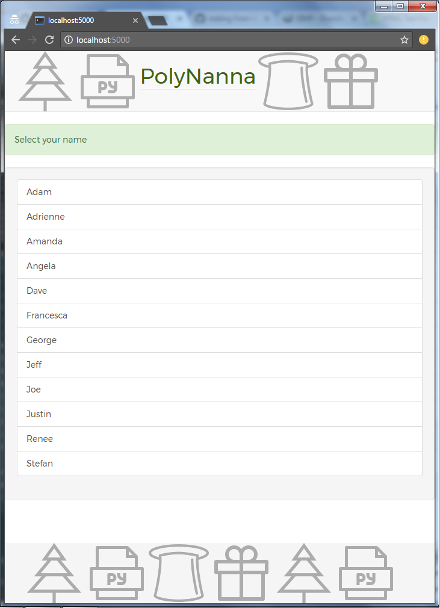 localhost:5000
localhost:5000
PY
PolyNanna
Select your name
Adam
Adrienne
Amanda
Angela
Dave
Francesca
George
Jeff
Joe
Justin
Renee
Stefan
PY
PY